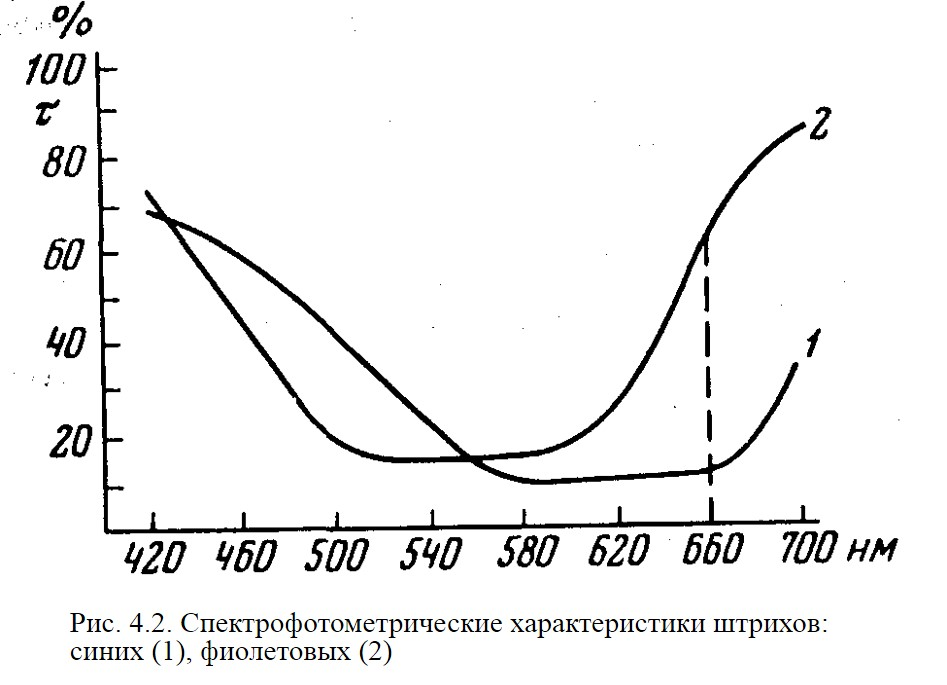 %
100
τ
80
60
40
20
2
1
420 460 500 540 580 620 660 700 нм
Рис. 4.2. Спектрофотометрические характеристики штрихов:
синих (1), фиолетовых (2)